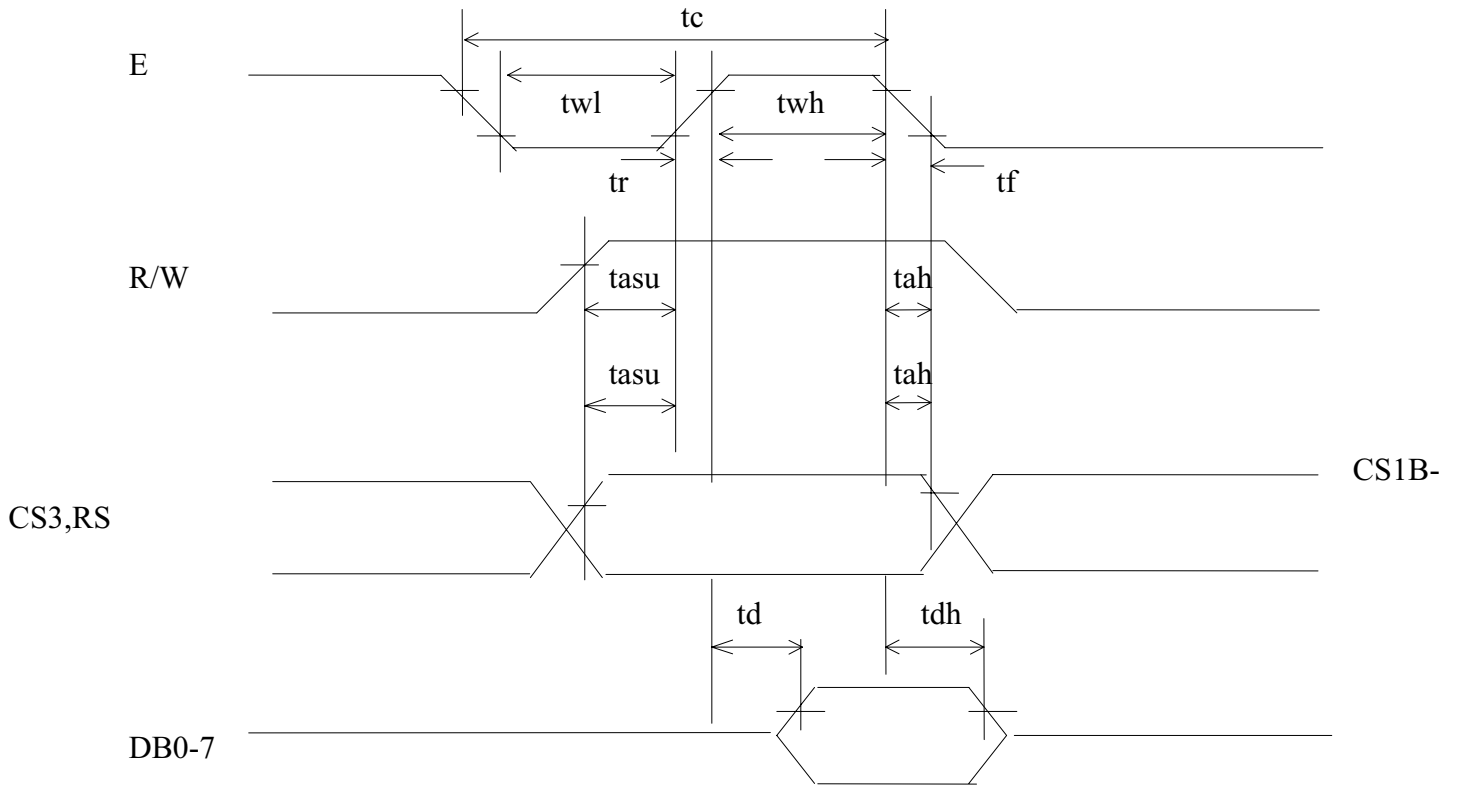 tc
E
twl
twh
tr
tf
R/W
tasu
tah
tasu
tah
CS1B-
CS3,RS
td
tdh
DB0-7